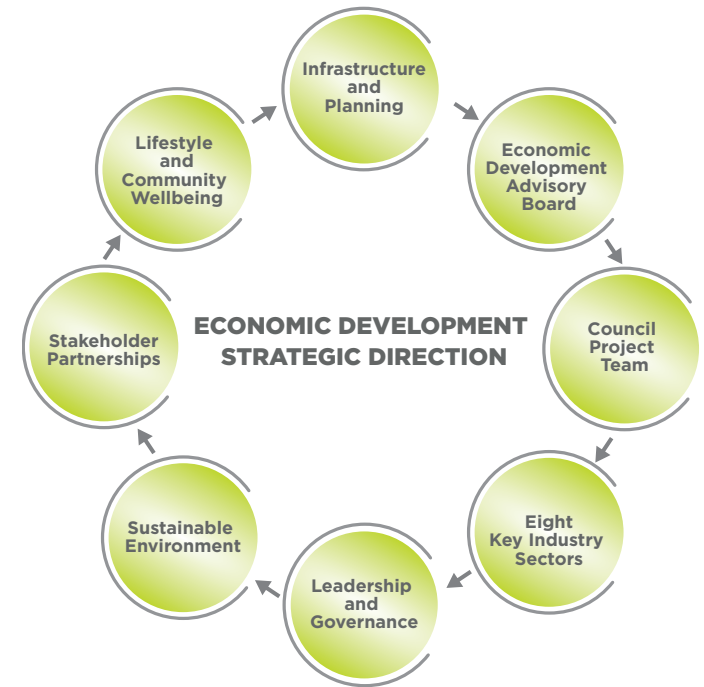 Infrastructure
and
Planning
Economic
Development
Advisory
Board
Council
Project
Team
Eight
Key Industry
Sectors
Leadership
and
Governance
Sustainable
Environment
Stakeholder
Partnerships
Lifestyle
and
Community
Wellbeing
ECONOMIC DEVELOPMENT
STRATEGIC DIRECTION